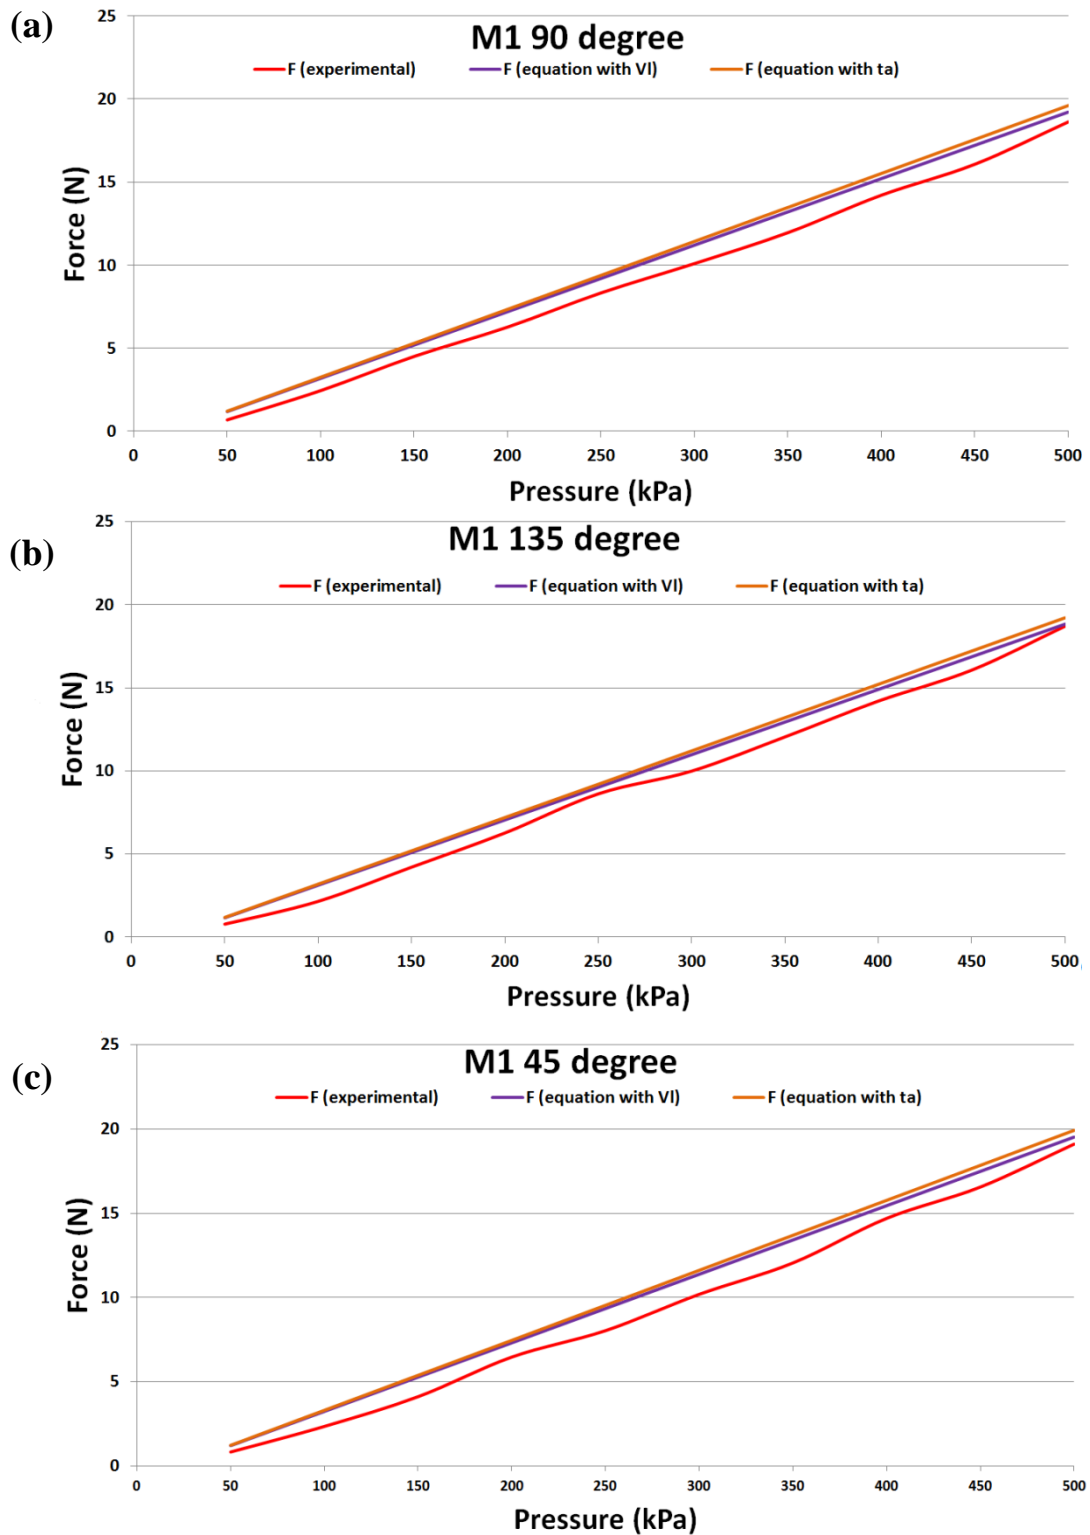 (a)
M1 90 degree
F (experimental) F (equation with Vl) F (equation with ta)
25
20
15
10
5
0
Force (N)
0 50 100 150 200 250 300 350 400 450 500
Pressure (kPa)
(b)
M1 135 degree
F (experimental) F (equation with Vl) F (equation with ta)
25
20
15
10
5
0
Force (N)
0 50 100 150 200 250 300 350 400 450 500
Pressure (kPa)
(c)
M1 45 degree
F (experimental) F (equation with Vl) F (equation with ta)
25
20
15
10
5
0
Force (N)
0 50 100 150 200 250 300 350 400 450 500
Pressure (kPa)